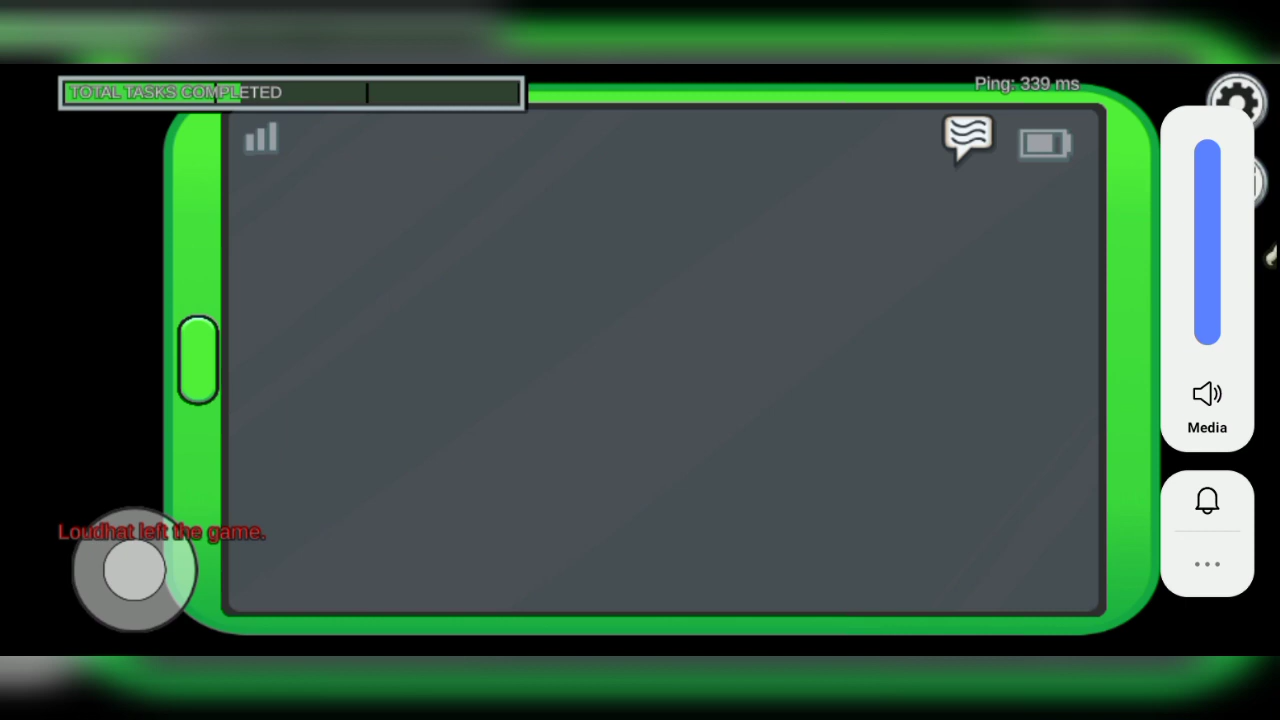 TOTAL TASKS COMPLETED
Ping: 339 ms
Media
Loudhat left the game.